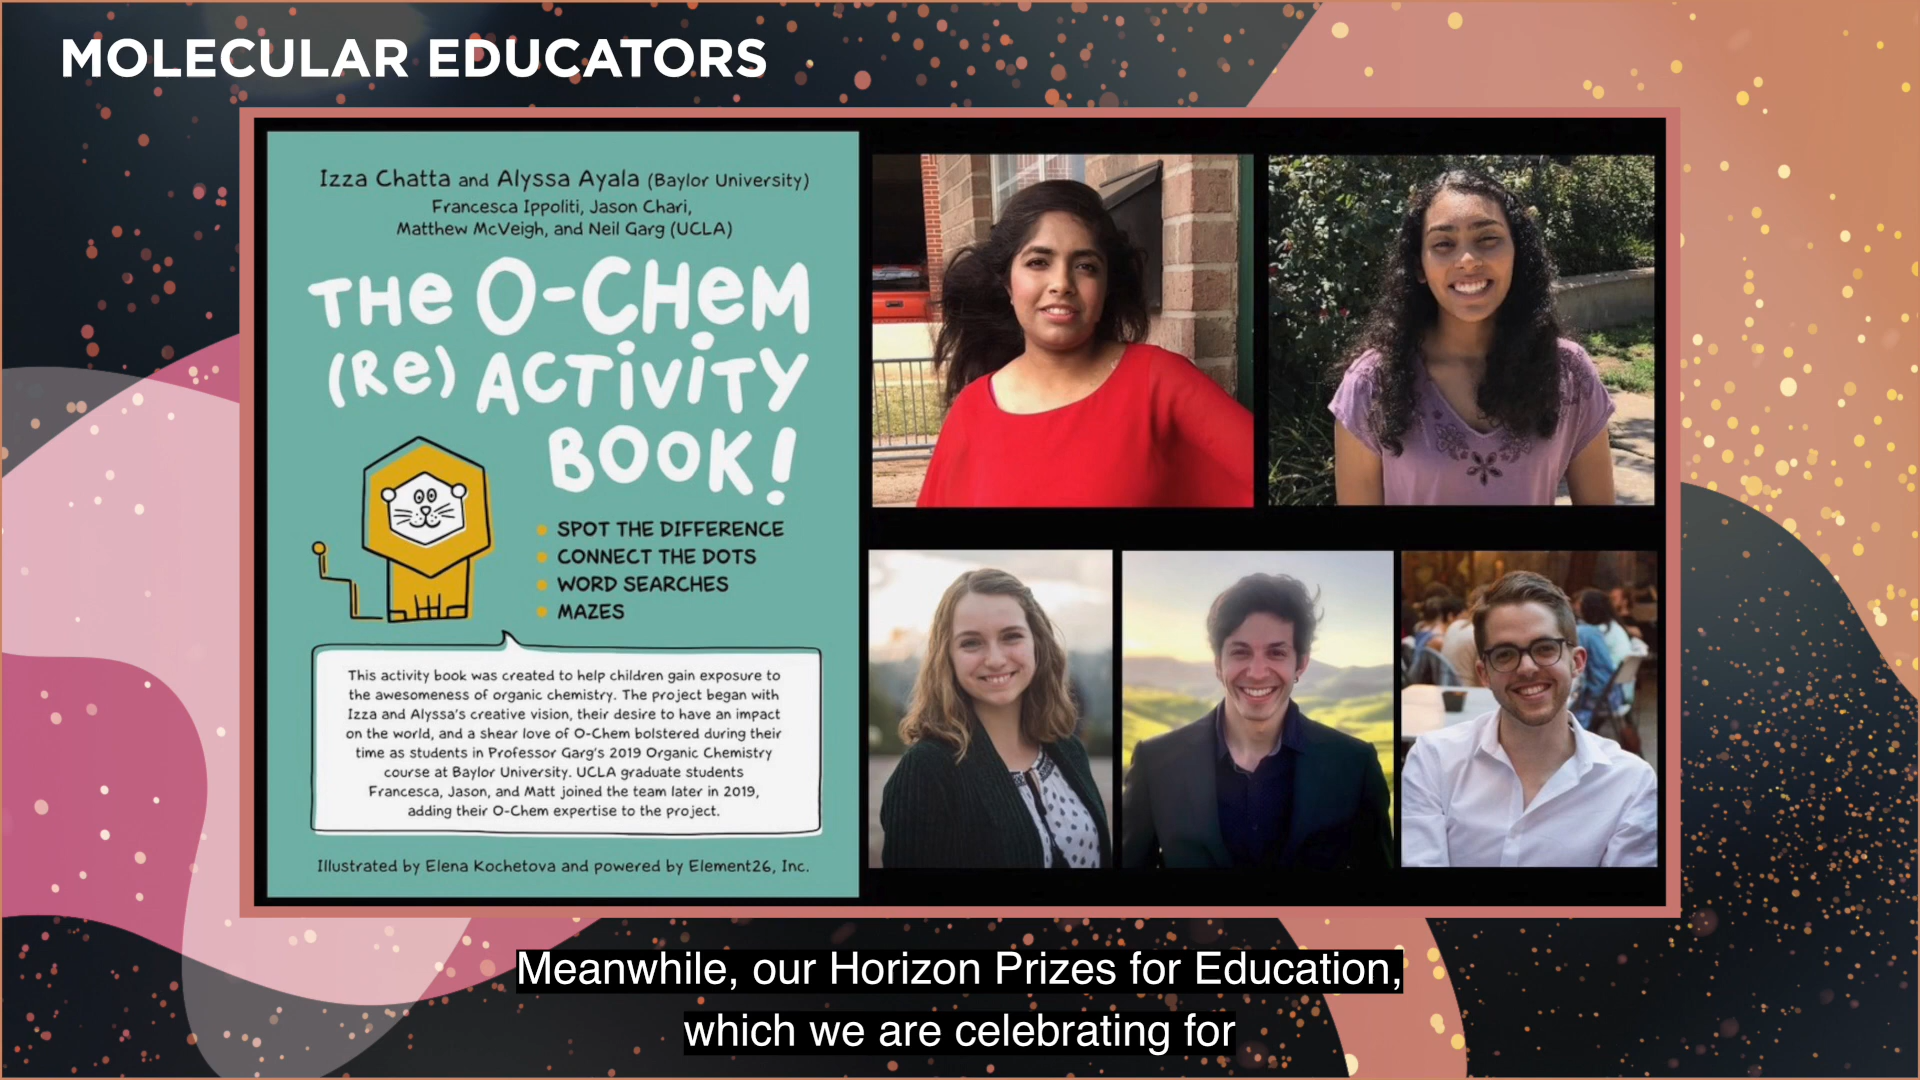 MOLECULAR EDUCATORS
Izza Chatta and Alyssa Ayala (Baylor University)
Francesca Ippoliti, Jason Chari,
Matthew McVeigh, and Neil Garg (UCLA)
THe O-CHeM
(Re) ACTiViTY
BOOK!
SPOT THE DIFFERENCE
CONNECT THE DOTS
WORD SEARCHES
MAZES
This activity book was created to help children gain exposure to
the awesomeness of organic chemistry. The project began with
Izza and Alyssa's creative vision, their desire to have an impact
on the world, and a shear love of O-Chem bolstered during their
time as students in Professor Garg's 2019 Organic Chemistry
course at Baylor University. UCLA graduate students
Francesca, Jason, and Matt joined the team later in 2019,
adding their O-Chem expertise to the project.
Illustrated by Elena Kochetova and powered by Element26, Inc.
Meanwhile, our Horizon Prizes for Education,
which we are celebrating for